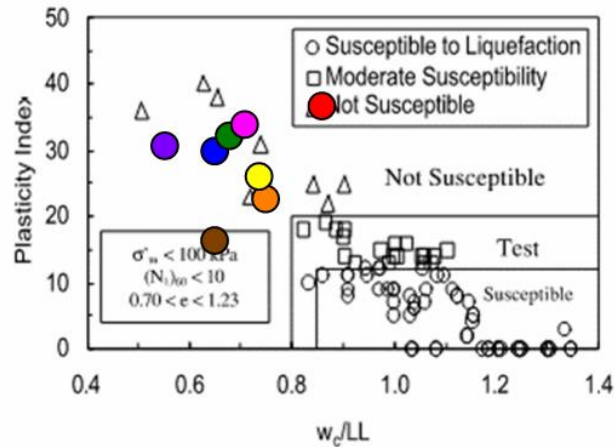 50
40
30
20
10
0
Plasticity Index
Susceptible to Liquefaction
Moderate Susceptibility
Not Susceptible
Not Susceptible
Test
Susceptible
σ'ₘ < 100 kPa
(N₁)₆₀ < 10
0.70 < e < 1.23
0.4
0.6
0.8
1.0
1.2
1.4
w꜀/LL